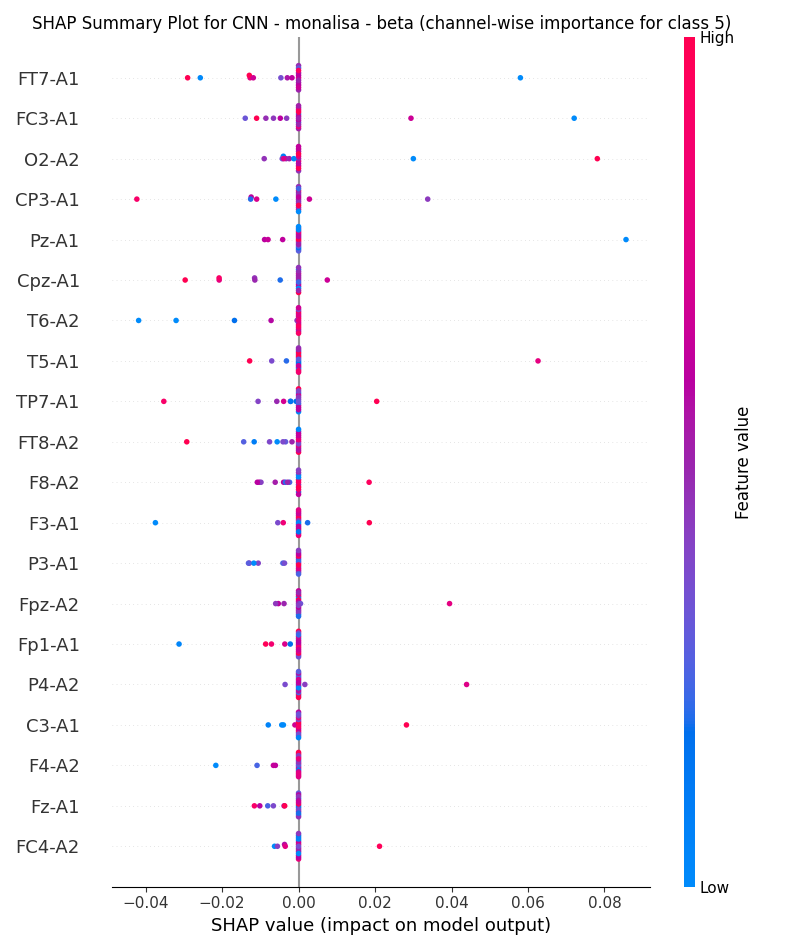 SHAP Summary Plot for CNN - monalisa - beta (channel-wise importance for class 5)
High
FT7-A1
FC3-A1
O2-A2
CP3-A1
Pz-A1
Cpz-A1
T6-A2
T5-A1
TP7-A1
FT8-A2
F8-A2
F3-A1
P3-A1
Fpz-A2
Fp1-A1
P4-A2
C3-A1
F4-A2
Fz-A1
FC4-A2
Feature value
Low
−0.04 −0.02 0.00 0.02 0.04 0.06 0.08
SHAP value (impact on model output)